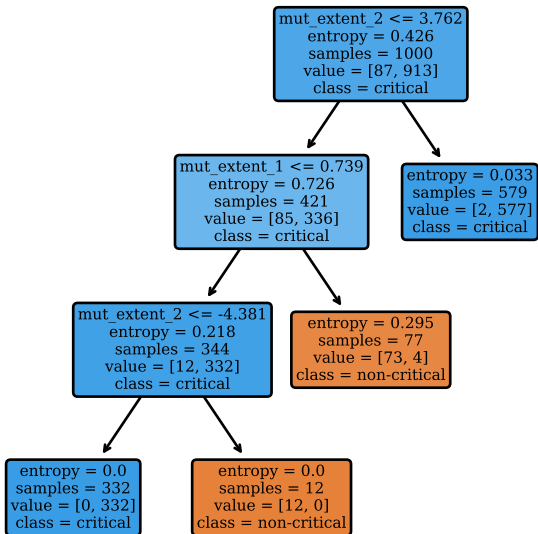 mut_extent_2 <= 3.762
entropy = 0.426
samples = 1000
value = [87, 913]
class = critical
mut_extent_1 <= 0.739
entropy = 0.726
samples = 421
value = [85, 336]
class = critical
entropy = 0.033
samples = 579
value = [2, 577]
class = critical
mut_extent_2 <= -4.381
entropy = 0.218
samples = 344
value = [12, 332]
class = critical
entropy = 0.295
samples = 77
value = [73, 4]
class = non-critical
entropy = 0.0
samples = 332
value = [0, 332]
class = critical
entropy = 0.0
samples = 12
value = [12, 0]
class = non-critical